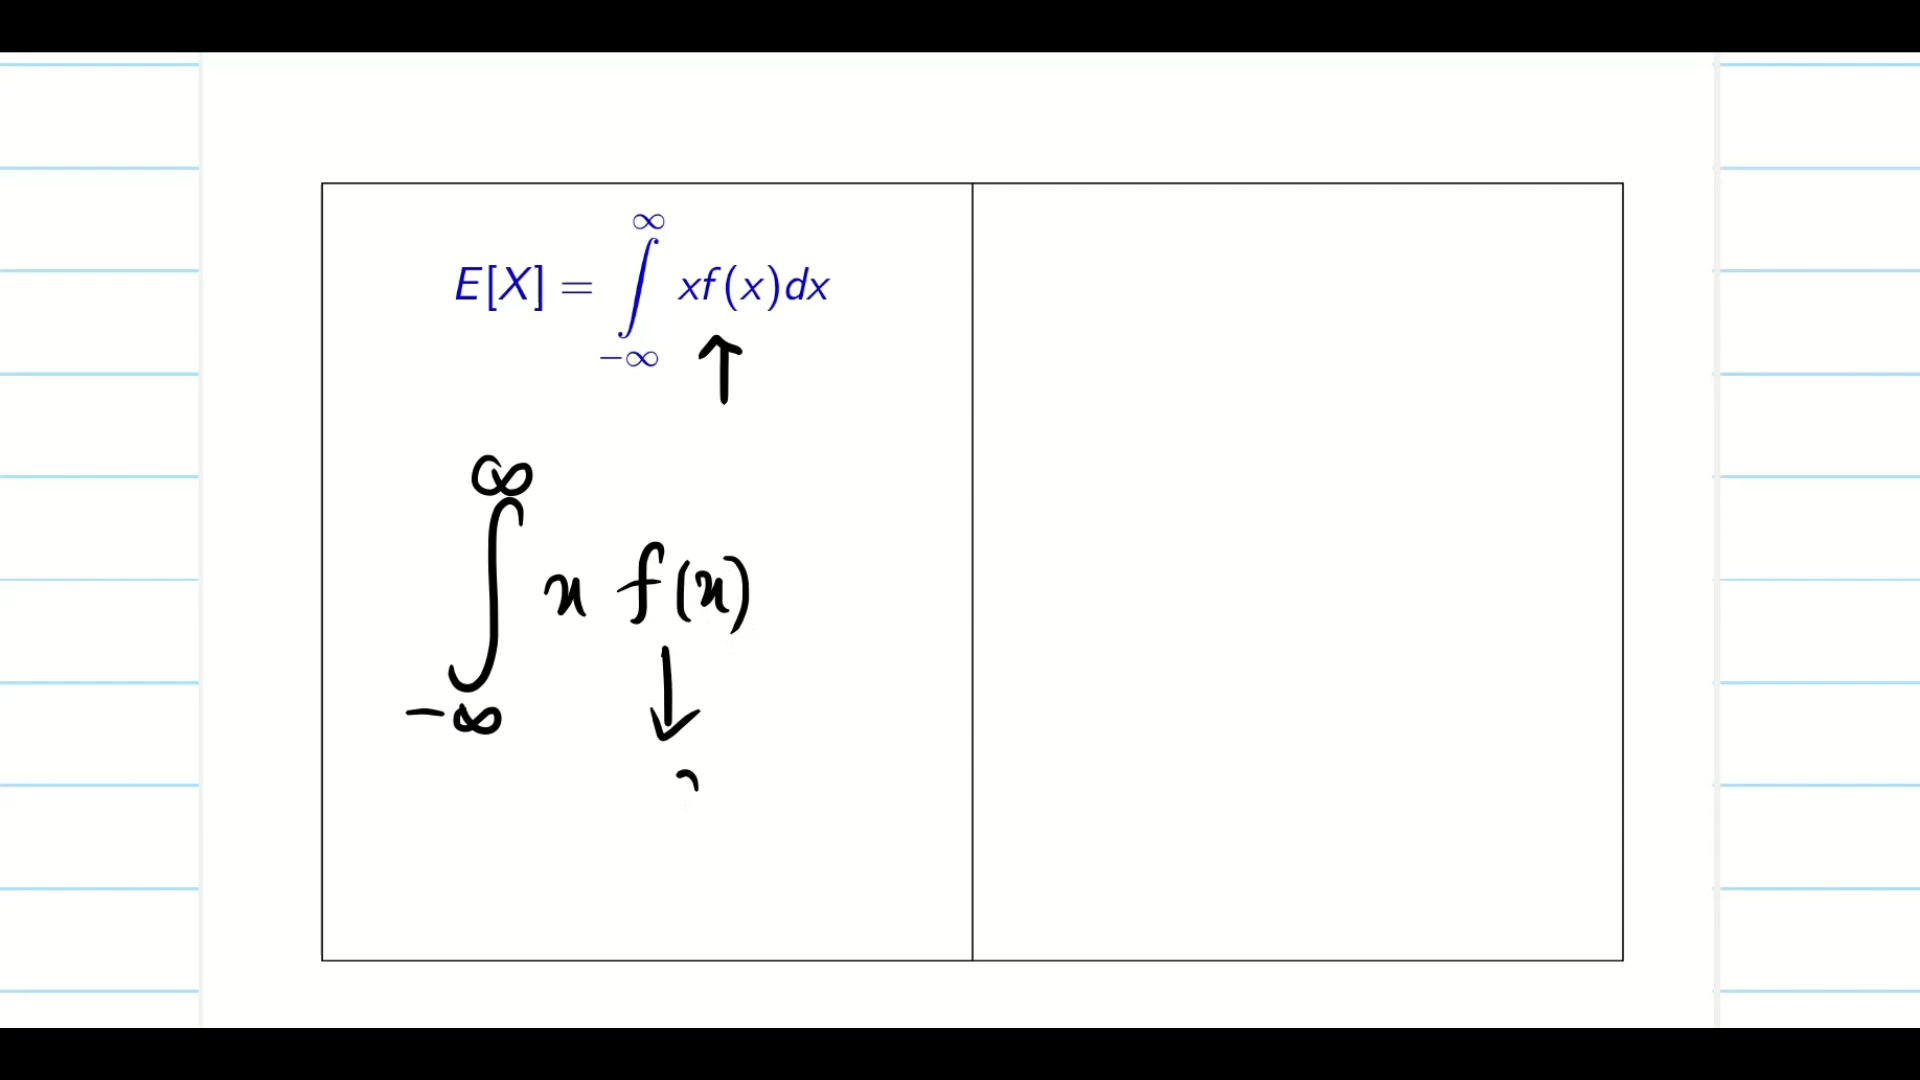 E[X] = ∫_{-∞}^{∞} xf(x)dx
↑
∫_{-∞}^{∞} x f(x)
↓